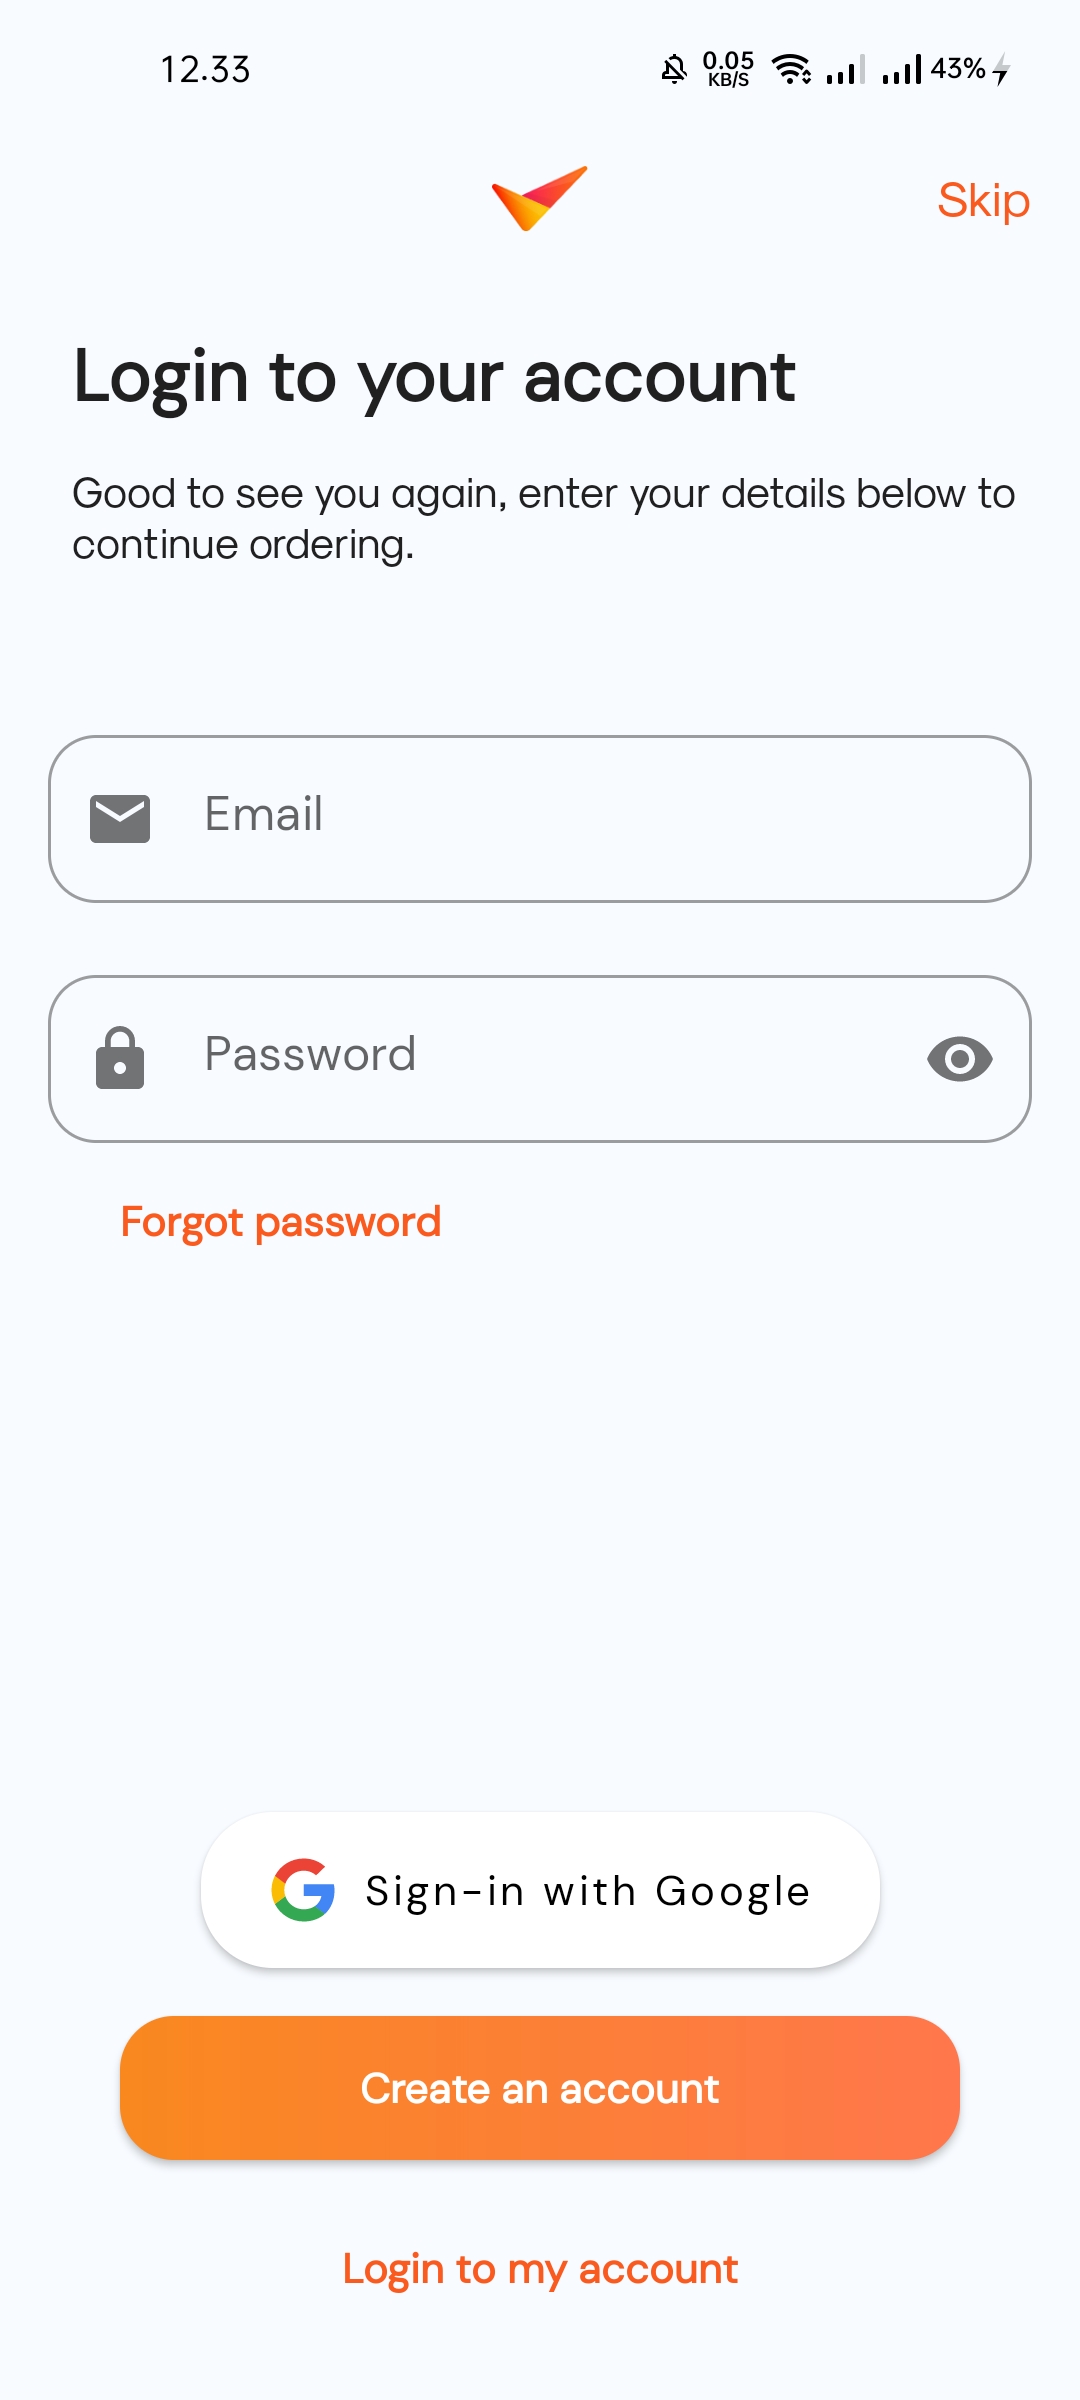 12.33
0.05
KB/S
43%
Skip
Login to your account
Good to see you again, enter your details below to
continue ordering.
Email
Password
Forgot password
Sign-in with Google
Create an account
Login to my account